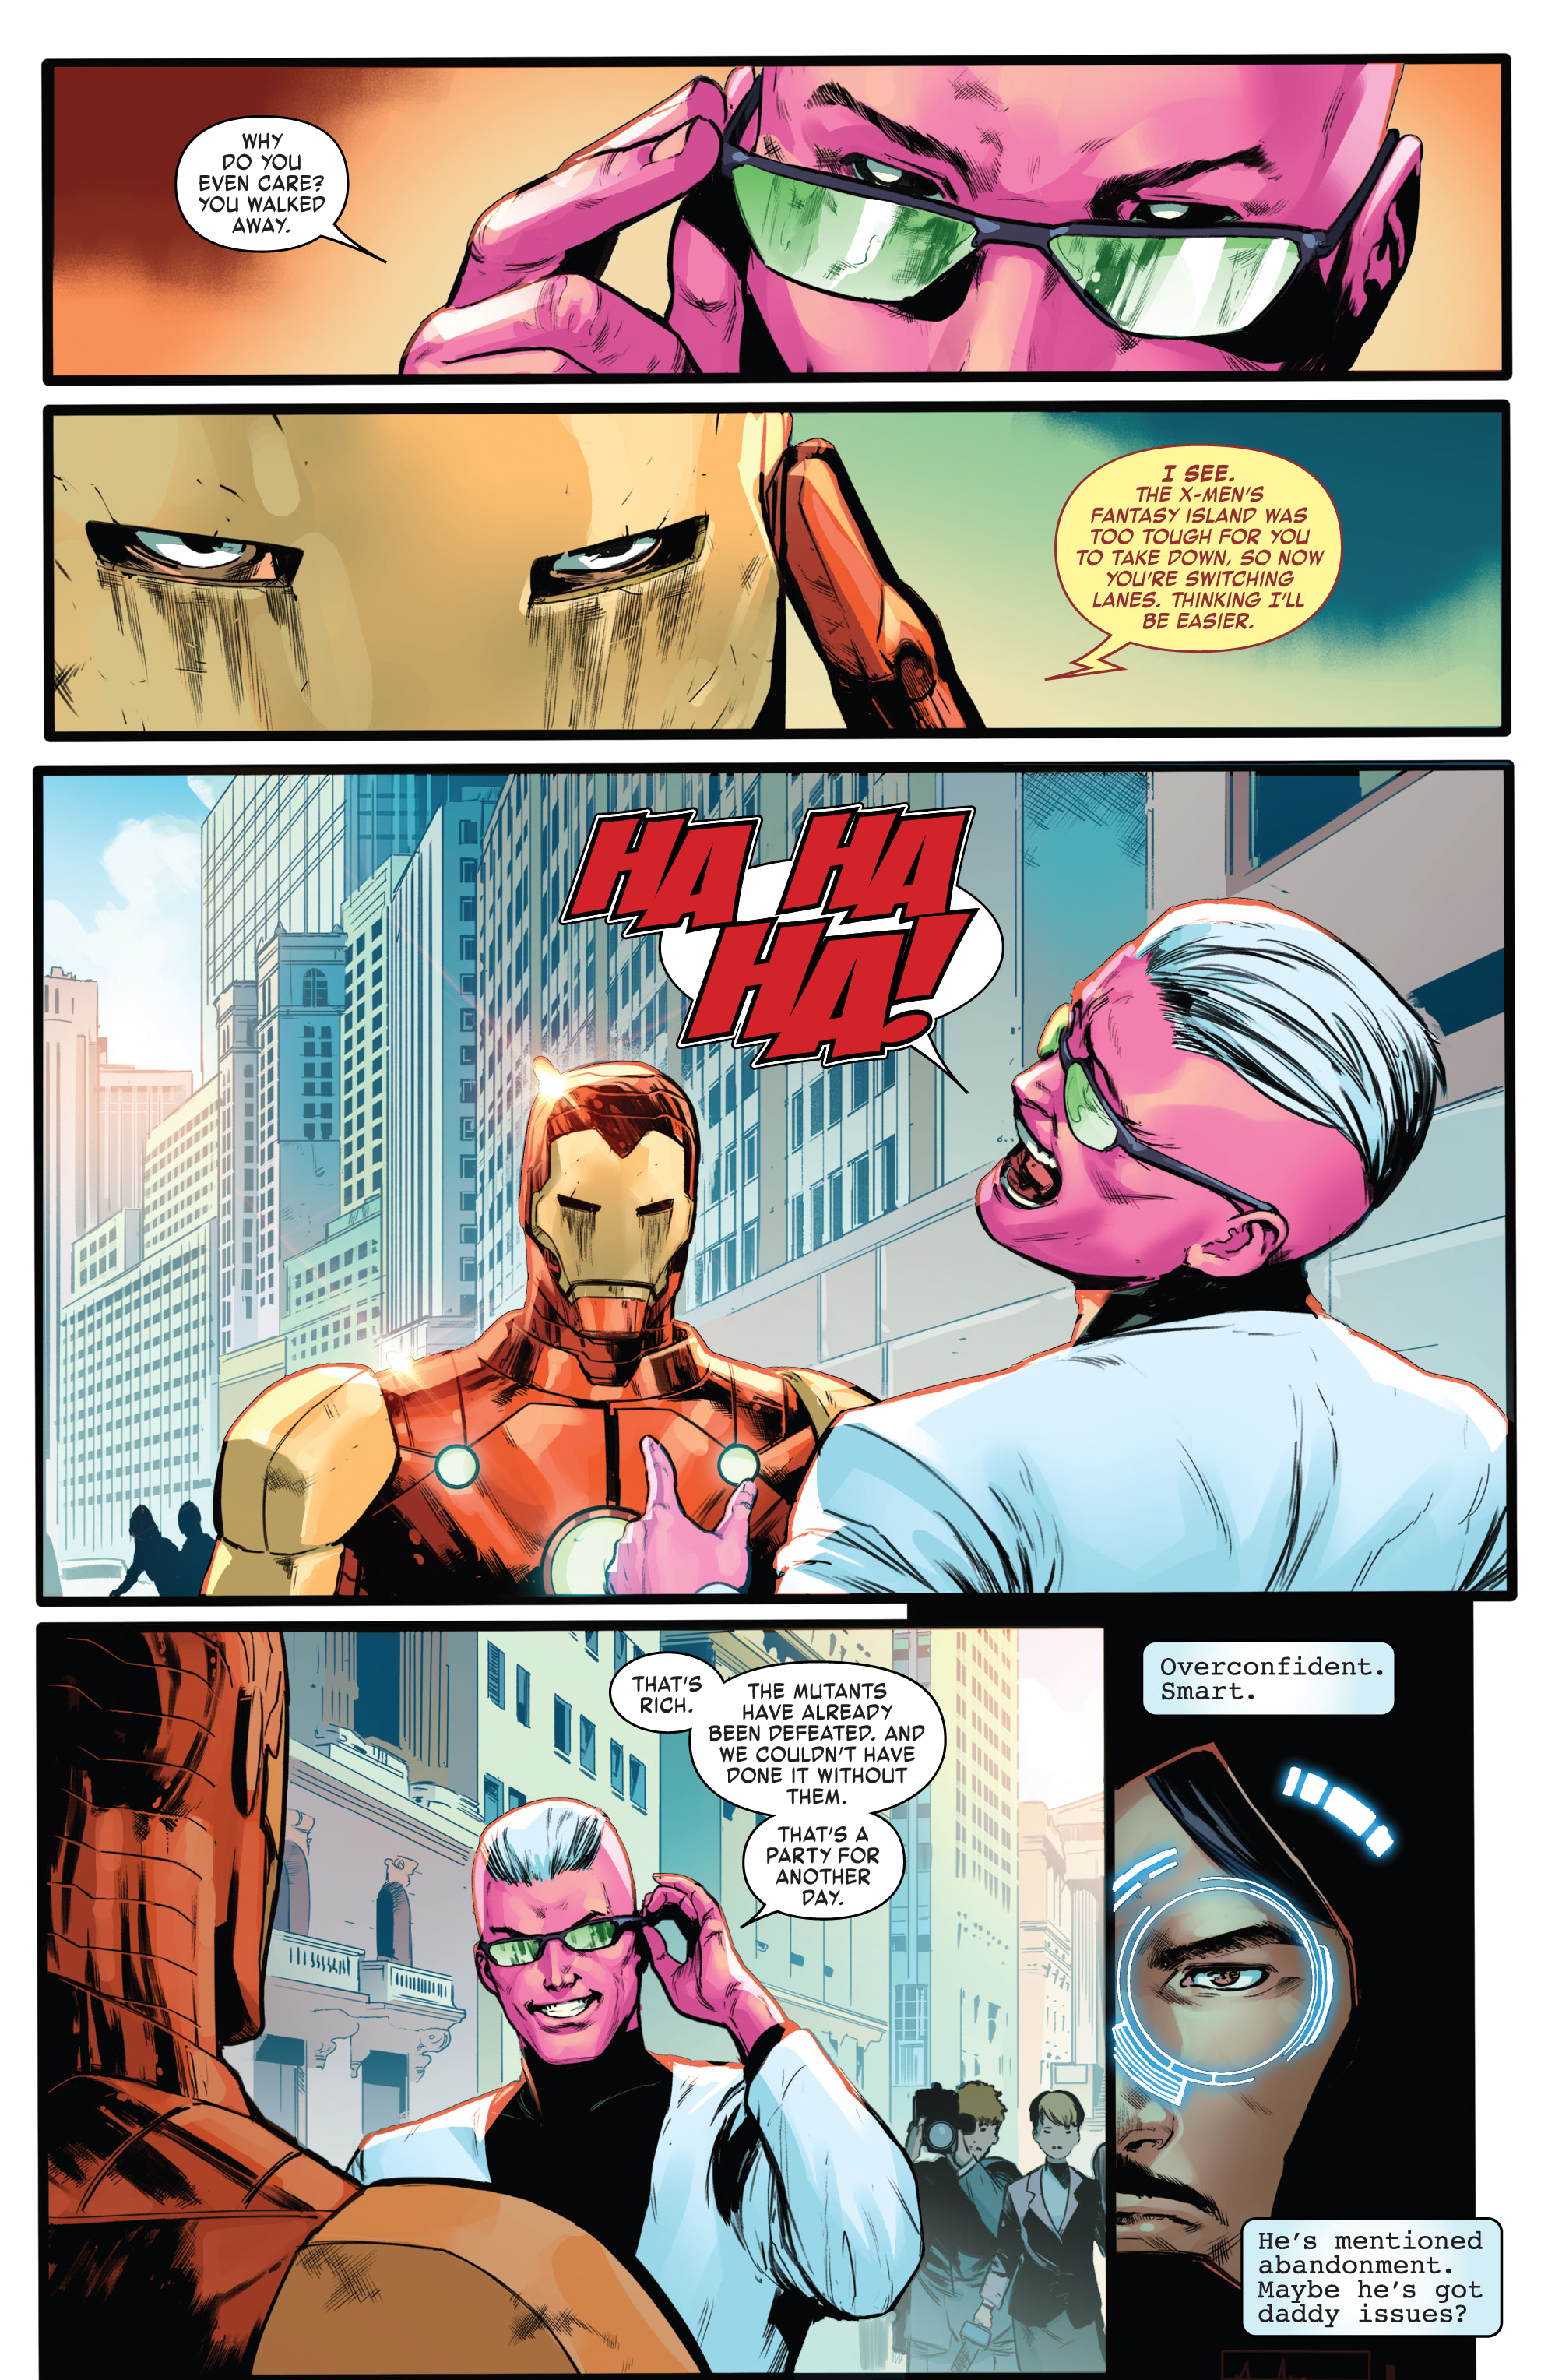 WHY
DO YOU
EVEN CARE?
YOU WALKED
AWAY.
I SEE.
THE X-MEN'S
FANTASY ISLAND WAS
TOO TOUGH FOR YOU
TO TAKE DOWN, SO NOW
YOU'RE SWITCHING
LANES. THINKING I'LL
BE EASIER.
HA HA
HA!
THAT'S
RICH.
THE MUTANTS
HAVE ALREADY
BEEN DEFEATED. AND
WE COULDN'T HAVE
DONE IT WITHOUT
THEM.
THAT'S A
PARTY FOR
ANOTHER
DAY.
Overconfident.
Smart.
He's mentioned
abandonment.
Maybe he's got
daddy issues?